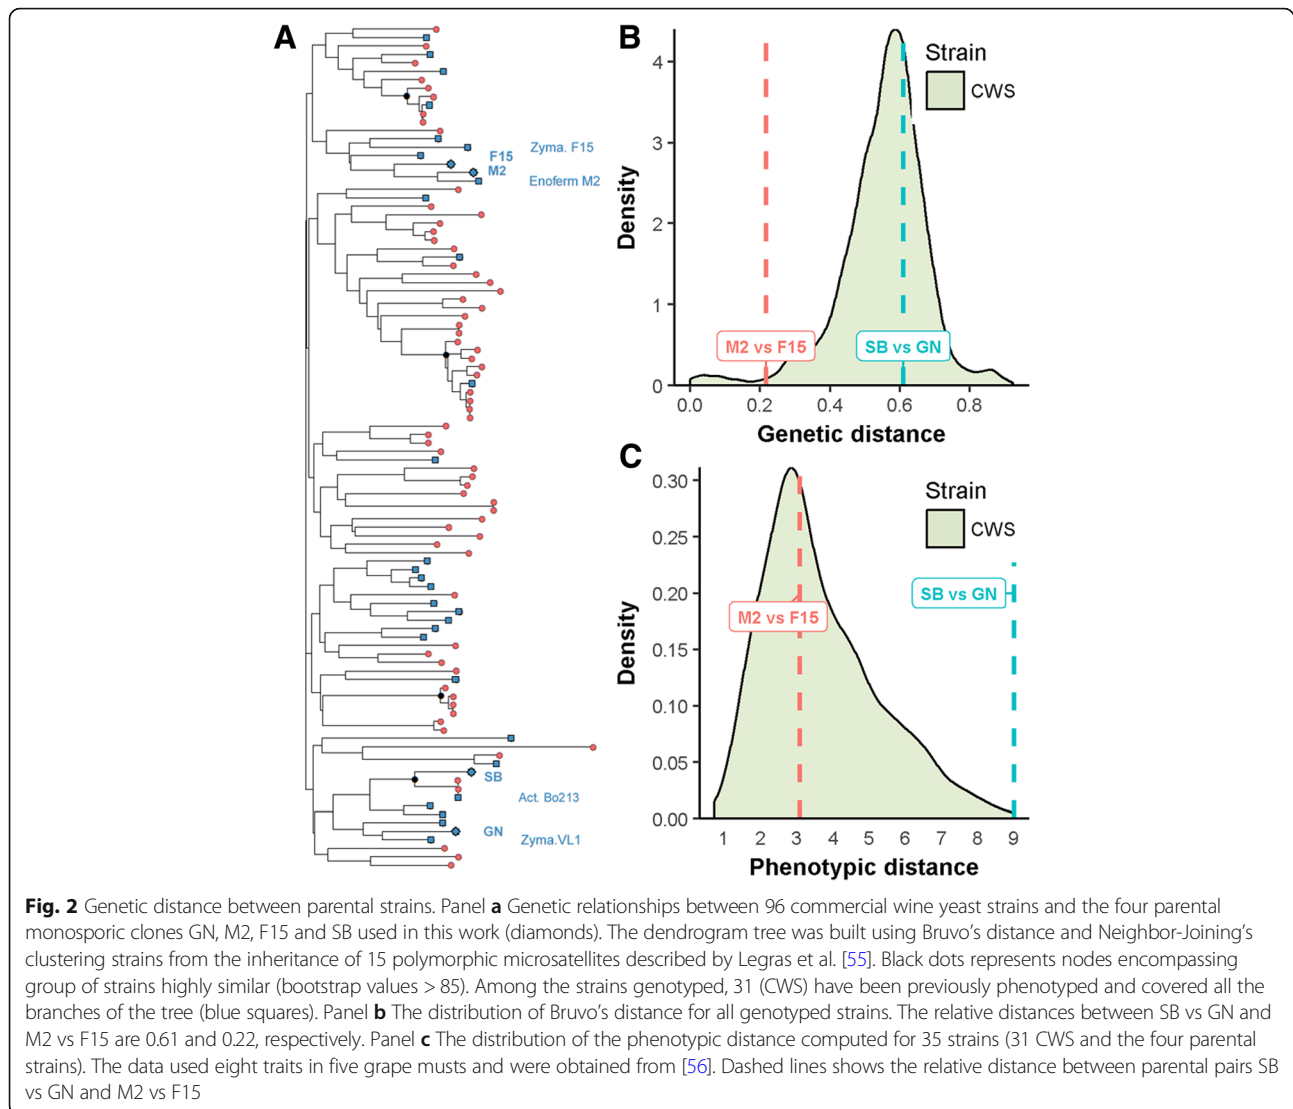 A
Zyma. F15
F15
M2
Enoferm M2
SB
Act. Bo213
GN
Zyma.VL1
B
Density
4
3
2
1
0
Strain
CWS
M2 vs F15
SB vs GN
0.0 0.2 0.4 0.6 0.8
Genetic distance
C
Density
0.30
0.25
0.20
0.15
0.10
0.05
0.00
Strain
CWS
SB vs GN
M2 vs F15
1 2 3 4 5 6 7 8 9
Phenotypic distance
Fig. 2 Genetic distance between parental strains. Panel a Genetic relationships between 96 commercial wine yeast strains and the four parental
monosporic clones GN, M2, F15 and SB used in this work (diamonds). The dendrogram tree was built using Bruvo's distance and Neighbor-Joining's
clustering strains from the inheritance of 15 polymorphic microsatellites described by Legras et al. [55]. Black dots represents nodes encompassing
group of strains highly similar (bootstrap values > 85). Among the strains genotyped, 31 (CWS) have been previously phenotyped and covered all the
branches of the tree (blue squares). Panel b The distribution of Bruvo's distance for all genotyped strains. The relative distances between SB vs GN and
M2 vs F15 are 0.61 and 0.22, respectively. Panel c The distribution of the phenotypic distance computed for 35 strains (31 CWS and the four parental
strains). The data used eight traits in five grape musts and were obtained from [56]. Dashed lines shows the relative distance between parental pairs SB
vs GN and M2 vs F15